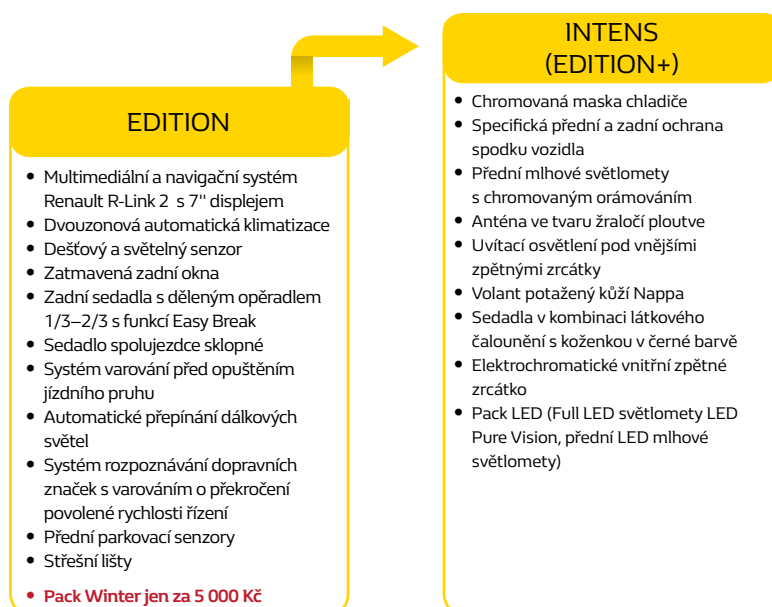 EDITION
• Multimediální a navigační systém
Renault R-Link 2 s 7" displejem
• Dvouzonová automatická klimatizace
• Dešťový a světelný senzor
• Zatmavená zadní okna
• Zadní sedadla s děleným opěradlem
1/3–2/3 s funkcí Easy Break
• Sedadlo spolujezdce sklopné
• Systém varování před opuštěním
jízdního pruhu
• Automatické přepínání dálkových
světel
• Systém rozpoznávání dopravních
značek s varováním o překročení
povolené rychlosti řízení
• Přední parkovací senzory
• Střešní lišty
• Pack Winter jen za 5 000 Kč
INTENS
(EDITION+)
• Chromovaná maska chladiče
• Specifická přední a zadní ochrana
spodku vozidla
• Přední mlhové světlomety
s chromovaným orámováním
• Anténa ve tvaru žraločí ploutve
• Uvítací osvětlení pod vnějšími
zpětnými zrcátky
• Volant potažený kůží Nappa
• Sedadla v kombinaci látkového
čalounění s koženkou v černé barvě
• Elektrochromatické vnitřní zpětné
zrcátko
• Pack LED (Full LED světlomety LED
Pure Vision, přední LED mlhové
světlomety)